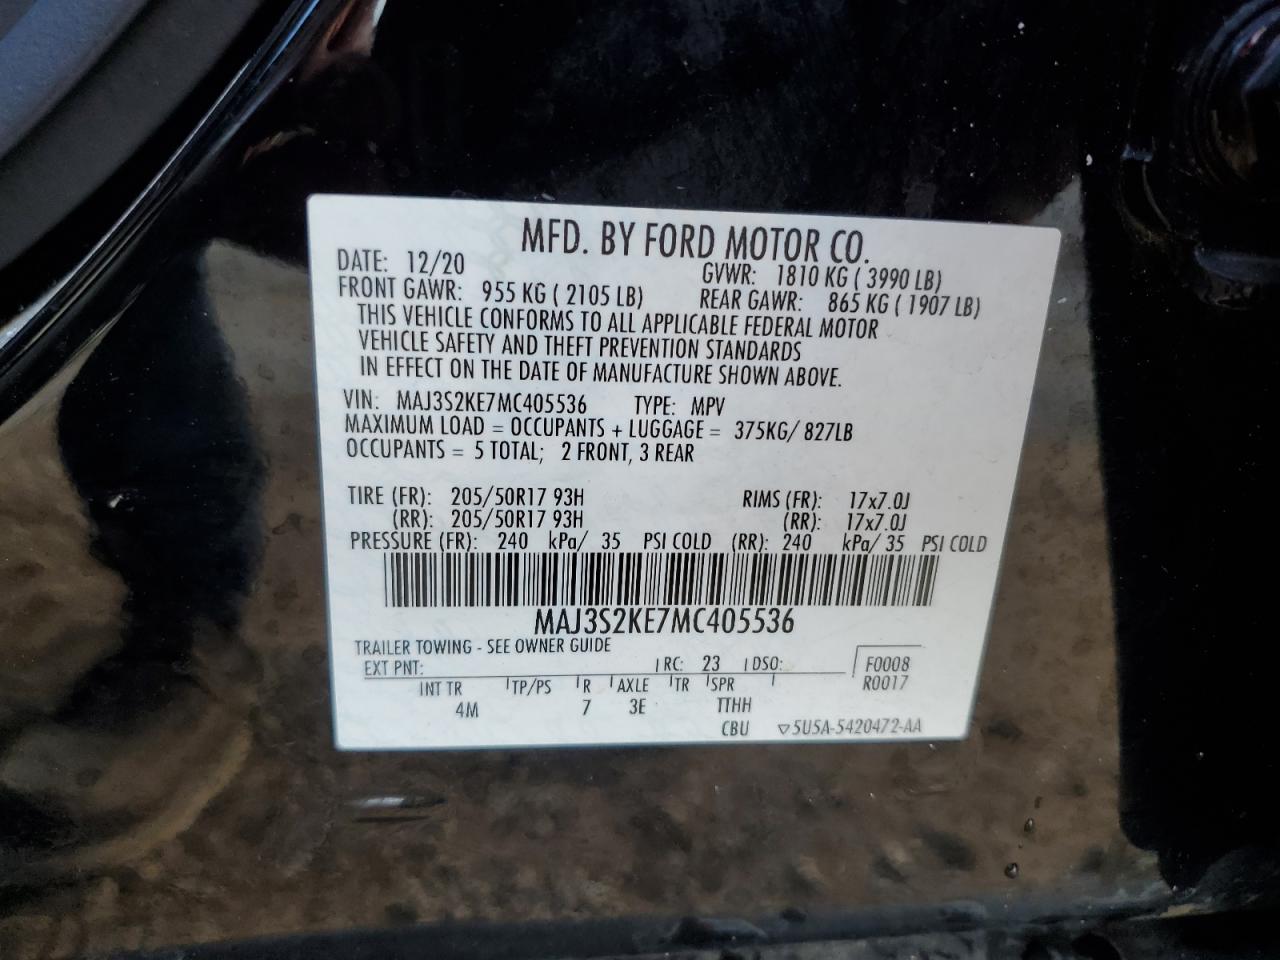 MFD. BY FORD MOTOR CO.
DATE: 12/20 GVWR: 1810 KG ( 3990 LB)
FRONT GAWR: 955 KG ( 2105 LB) REAR GAWR: 865 KG ( 1907 LB)
THIS VEHICLE CONFORMS TO ALL APPLICABLE FEDERAL MOTOR
VEHICLE SAFETY AND THEFT PREVENTION STANDARDS
IN EFFECT ON THE DATE OF MANUFACTURE SHOWN ABOVE.
VIN: MAJ3S2KE7MC405536 TYPE: MPV
MAXIMUM LOAD = OCCUPANTS + LUGGAGE = 375KG/ 827LB
OCCUPANTS = 5 TOTAL; 2 FRONT, 3 REAR
TIRE (FR): 205/50R17 93H RIMS (FR): 17x7.0J
(RR): 205/50R17 93H (RR): 17x7.0J
PRESSURE (FR): 240 kPa/ 35 PSI COLD (RR): 240 kPa/ 35 PSI COLD
MAJ3S2KE7MC405536
TRAILER TOWING - SEE OWNER GUIDE
EXT PNT: RC: 23 DSO: F0008
INT TR TP/PS R AXLE TR SPR R0017
4M 7 3E TTHH
CBU ▽5U5A-5420472-AA